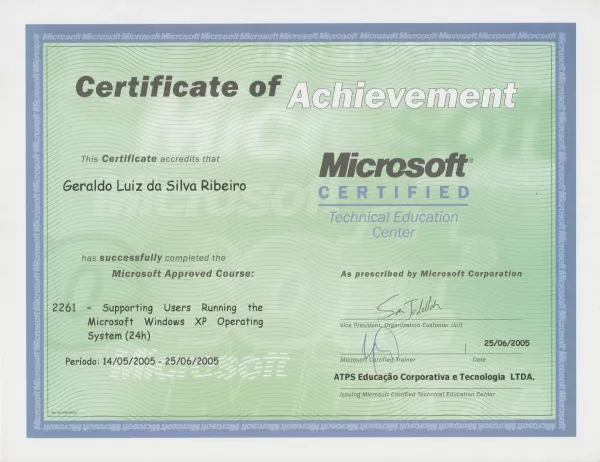 Certificate of Achievement
This Certificate accredits that
Geraldo Luiz da Silva Ribeiro
Microsoft®
CERTIFIED
Technical Education
Center
has successfully completed the
Microsoft Approved Course:
As prescribed by Microsoft Corporation
2261 - Supporting Users Running the
Microsoft Windows XP Operating
System (24h)
Período: 14/05/2005 - 25/06/2005
Vice President, Organization Customer Unit
25/06/2005
Microsoft Certified Trainer
Date
ATPS Educação Corporativa e Tecnologia LTDA.
Issuing Microsoft Certified Technical Education Center